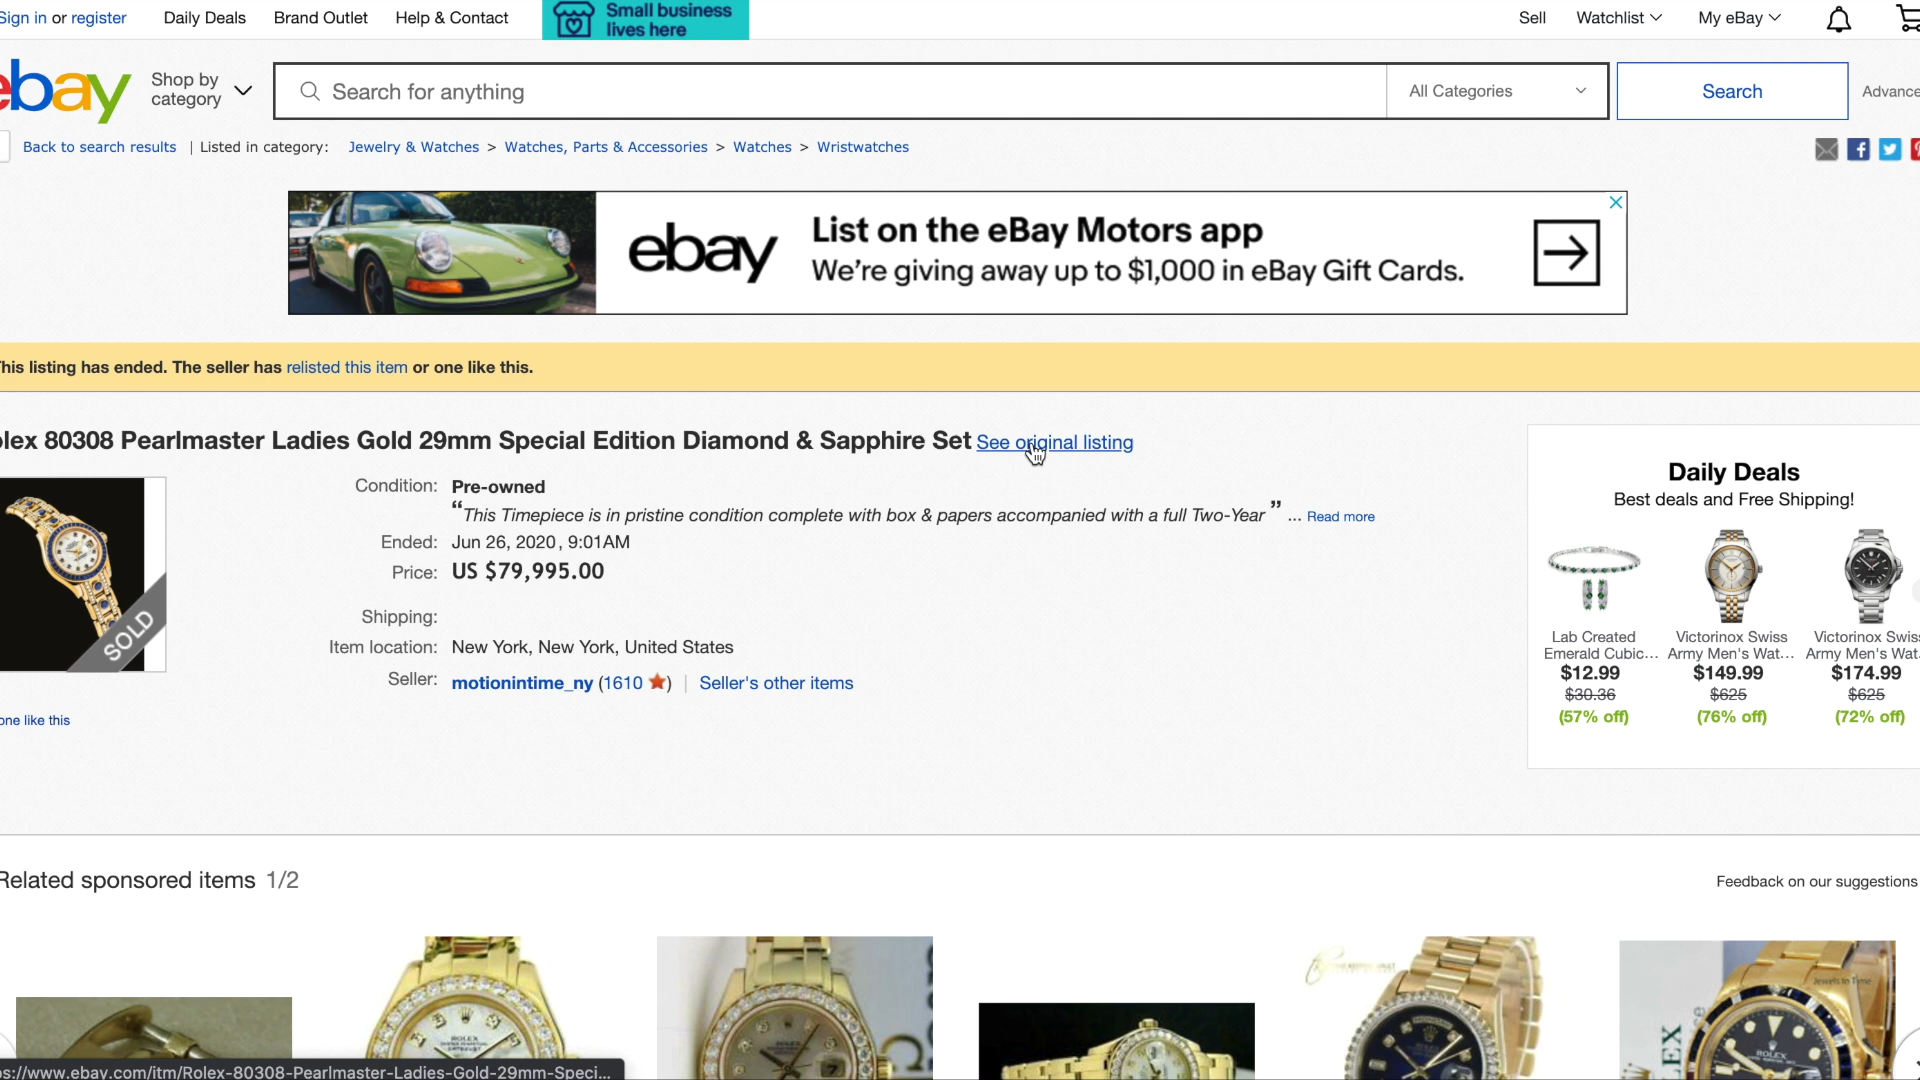 Sign in or register Daily Deals Brand Outlet Help & Contact Small business lives here Sell Watchlist My eBay
ebay Shop by category Search for anything All Categories Search Advance
Back to search results | Listed in category: Jewelry & Watches > Watches, Parts & Accessories > Watches > Wristwatches
ebay List on the eBay Motors app
We're giving away up to $1,000 in eBay Gift Cards.
his listing has ended. The seller has relisted this item or one like this.
olex 80308 Pearlmaster Ladies Gold 29mm Special Edition Diamond & Sapphire Set See original listing
SOLD
one like this
Condition: Pre-owned
“This Timepiece is in pristine condition complete with box & papers accompanied with a full Two-Year ” ... Read more
Ended: Jun 26, 2020 , 9:01AM
Price: US $79,995.00
Shipping:
Item location: New York, New York, United States
Seller: motionintime_ny (1610 ) | Seller's other items
Daily Deals
Best deals and Free Shipping!
Lab Created
Emerald Cubic...
$12.99
$30.36
(57% off)
Victorinox Swiss
Army Men's Wat...
$149.99
$625
(76% off)
Victorinox Swiss
Army Men's Wat.
$174.99
$625
(72% off)
Related sponsored items 1/2
Feedback on our suggestions
ROLEX
Jewels In Time
ROLEX
LEX
ps://www.ebay.com/itm/Rolex-80308-Pearlmaster-Ladies-Gold-29mm-Speci...